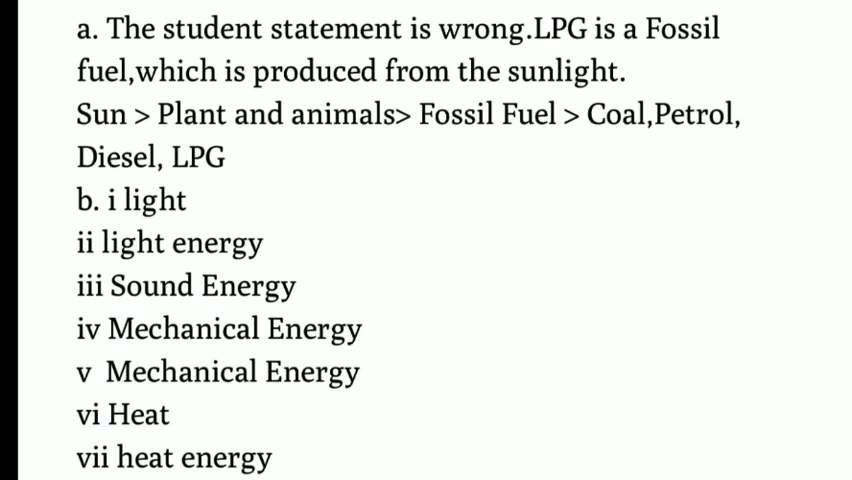 a. The student statement is wrong.LPG is a Fossil
fuel,which is produced from the sunlight.
Sun > Plant and animals> Fossil Fuel > Coal,Petrol,
Diesel, LPG
b. i light
ii light energy
iii Sound Energy
iv Mechanical Energy
v  Mechanical Energy
vi Heat
vii heat energy